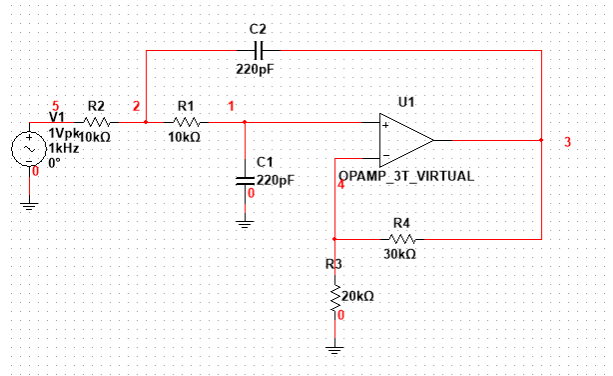 C2
220pF
5
R2
2
R1
1
U1
V1
1Vpk
10kΩ
10kΩ
3
1kHz
0°
0
C1
220pF
0
OPAMP_3T_VIRTUAL
4
R4
30kΩ
R3
20kΩ
0